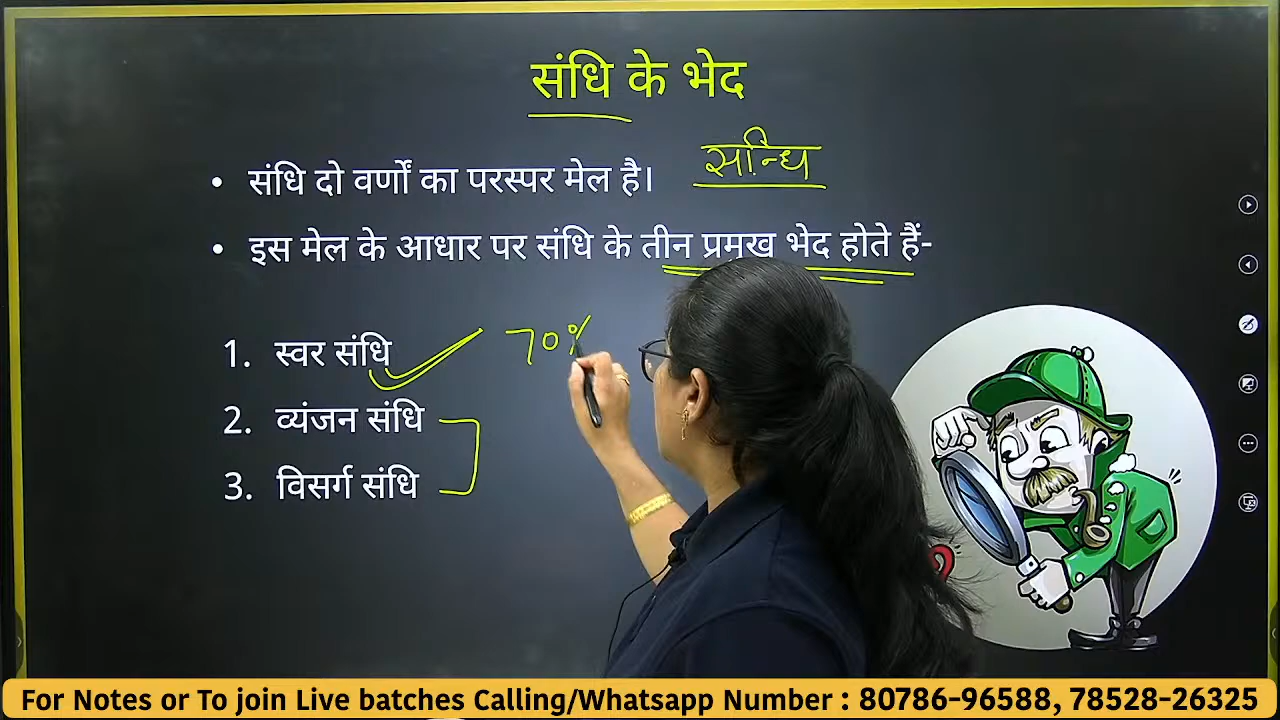 संधि के भेद
• संधि दो वर्णों का परस्पर मेल है।
सन्धि
• इस मेल के आधार पर संधि के तीन प्रमुख भेद होते हैं-
1. स्वर संधि
70%
2. व्यंजन संधि
3. विसर्ग संधि
For Notes or To join Live batches Calling/Whatsapp Number : 80786-96588, 78528-26325